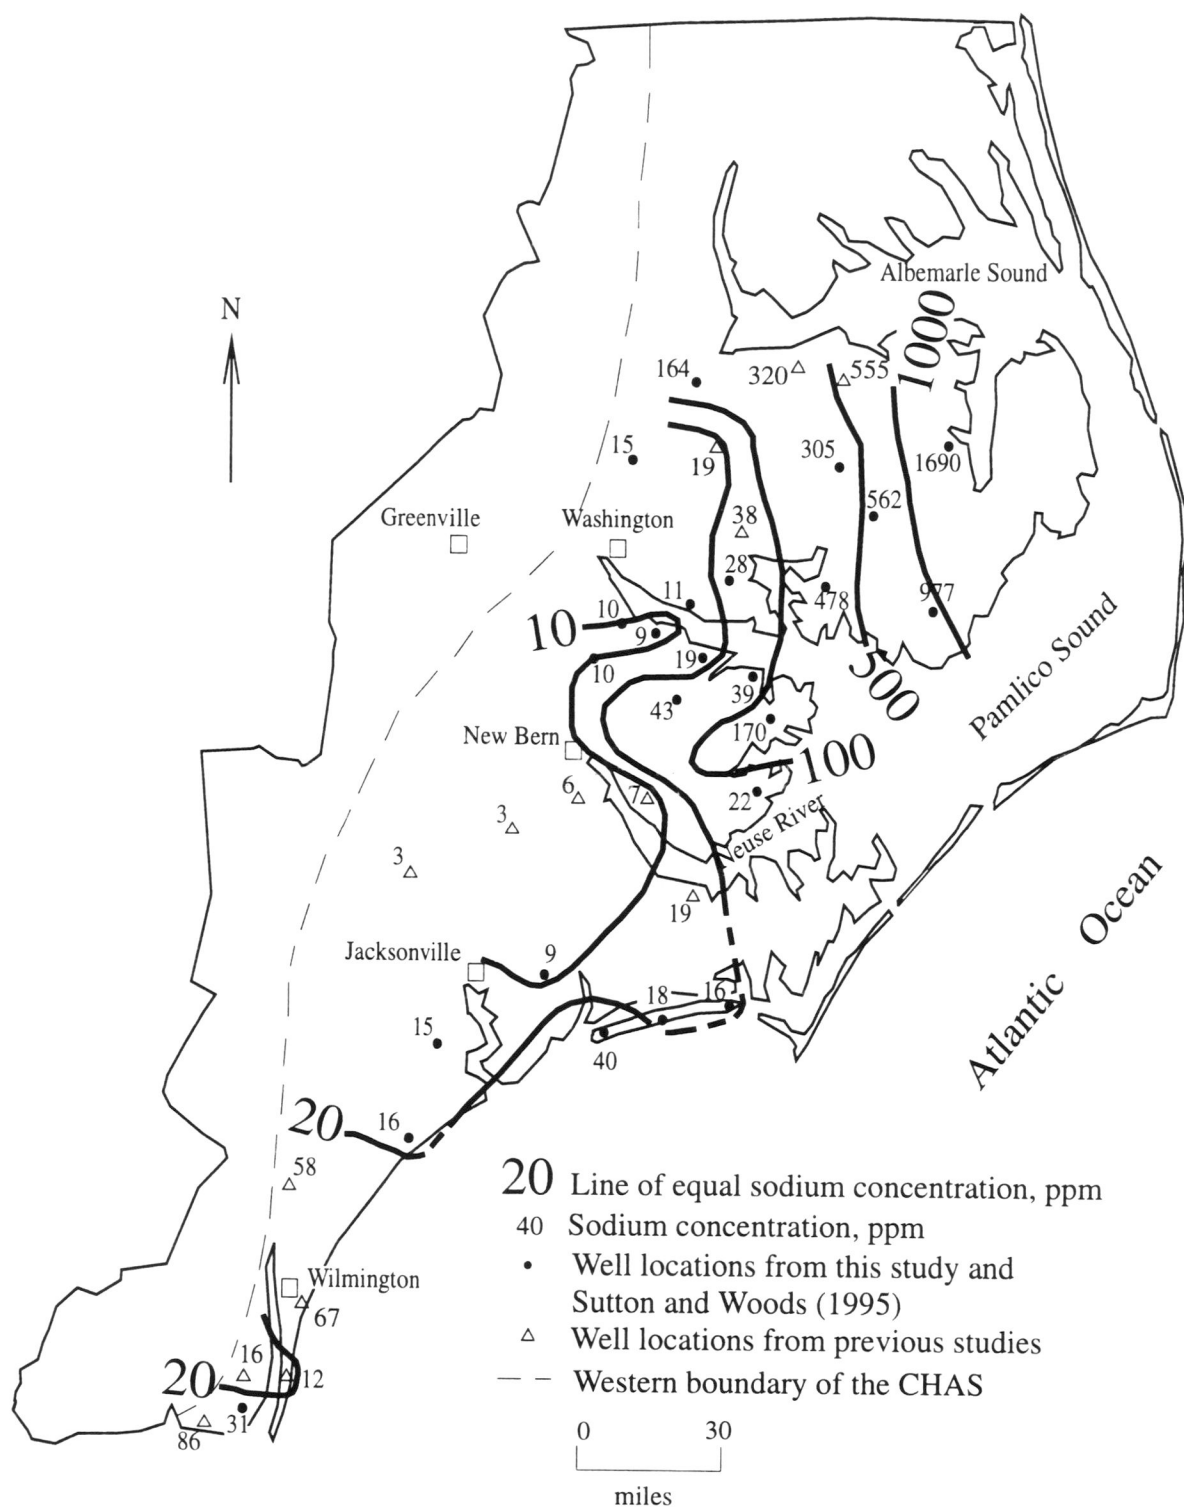 Albemarle Sound
N
1000
164
320
555
15
19
305
1690
562
Greenville
Washington
38
28
478
977
11
10
10
9
10
19
39
43
170
500
Pamlico Sound
New Bern
100
6
7
22
3
euse River
3
19
Atlantic Ocean
Jacksonville
9
18
16
15
40
20
16
58
20 Line of equal sodium concentration, ppm
40 Sodium concentration, ppm
Well locations from this study and
Sutton and Woods (1995)
Well locations from previous studies
Western boundary of the CHAS
Wilmington
67
16
20
12
31
86
0 30
miles